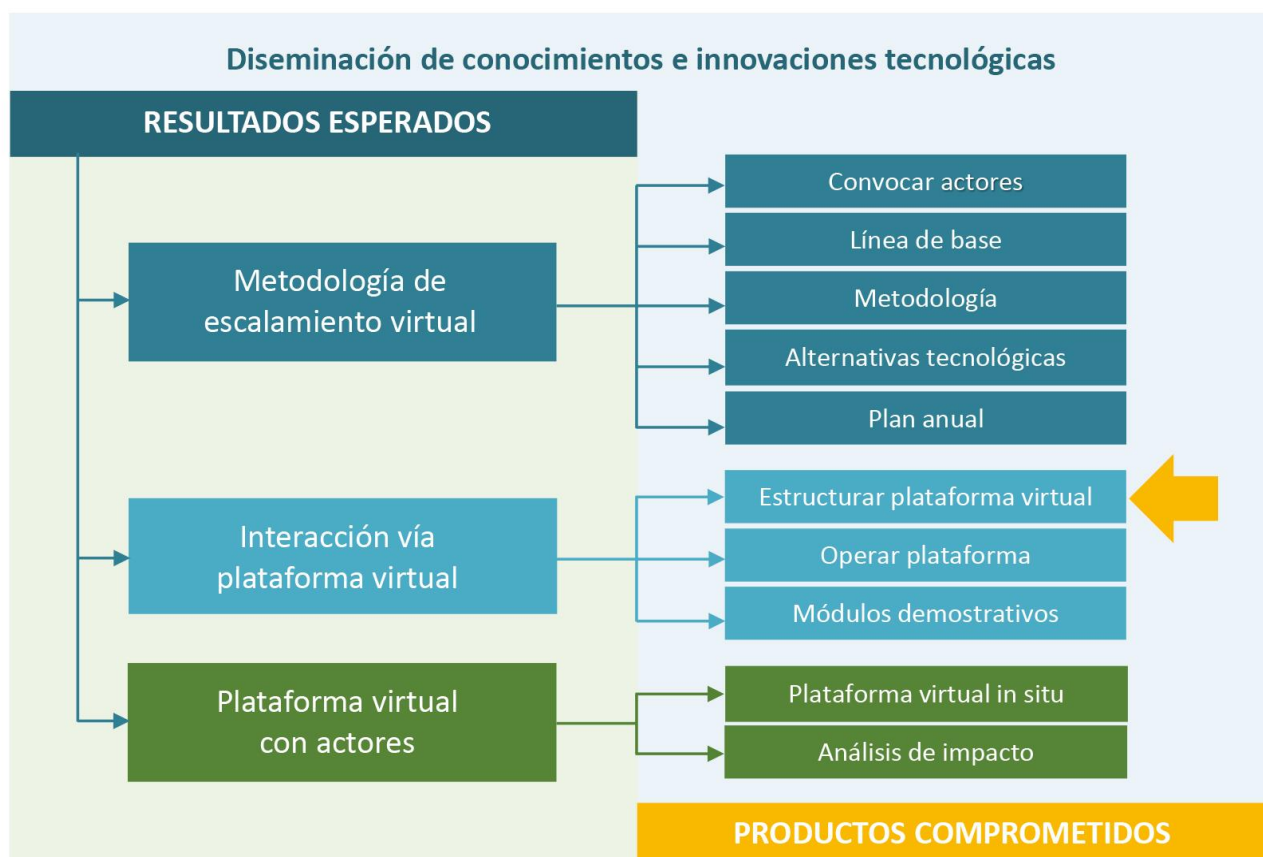 Diseminación de conocimientos e innovaciones tecnológicas
RESULTADOS ESPERADOS
Metodología de
escalamiento virtual
Convocar actores
Línea de base
Metodología
Alternativas tecnológicas
Plan anual
Interacción vía
plataforma virtual
Estructurar plataforma virtual
Operar plataforma
Módulos demostrativos
Plataforma virtual
con actores
Plataforma virtual in situ
Análisis de impacto
PRODUCTOS COMPROMETIDOS